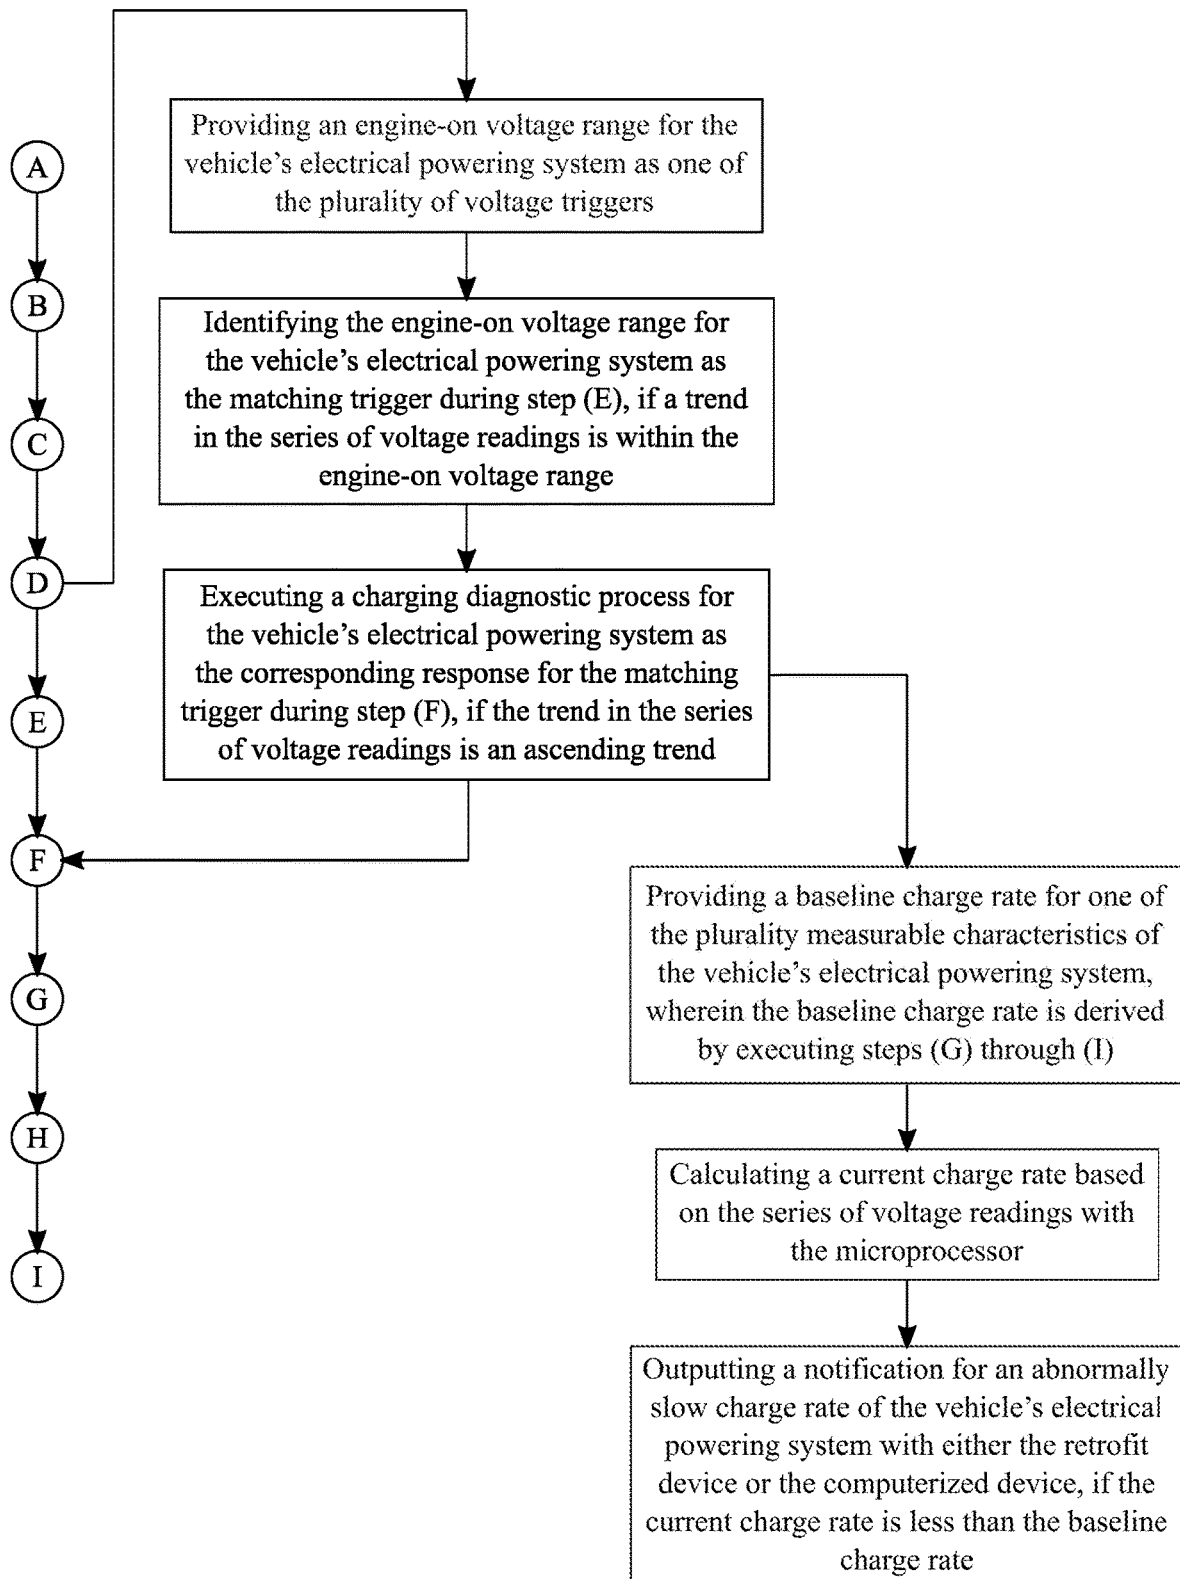 A
B
C
D
E
F
G
H
I
Providing an engine-on voltage range for the
vehicle's electrical powering system as one of
the plurality of voltage triggers
Identifying the engine-on voltage range for
the vehicle's electrical powering system as
the matching trigger during step (E), if a trend
in the series of voltage readings is within the
engine-on voltage range
Executing a charging diagnostic process for
the vehicle's electrical powering system as
the corresponding response for the matching
trigger during step (F), if the trend in the series
of voltage readings is an ascending trend
Providing a baseline charge rate for one of
the plurality measurable characteristics of
the vehicle's electrical powering system,
wherein the baseline charge rate is derived
by executing steps (G) through (I)
Calculating a current charge rate based
on the series of voltage readings with
the microprocessor
Outputting a notification for an abnormally
slow charge rate of the vehicle's electrical
powering system with either the retrofit
device or the computerized device, if the
current charge rate is less than the baseline
charge rate